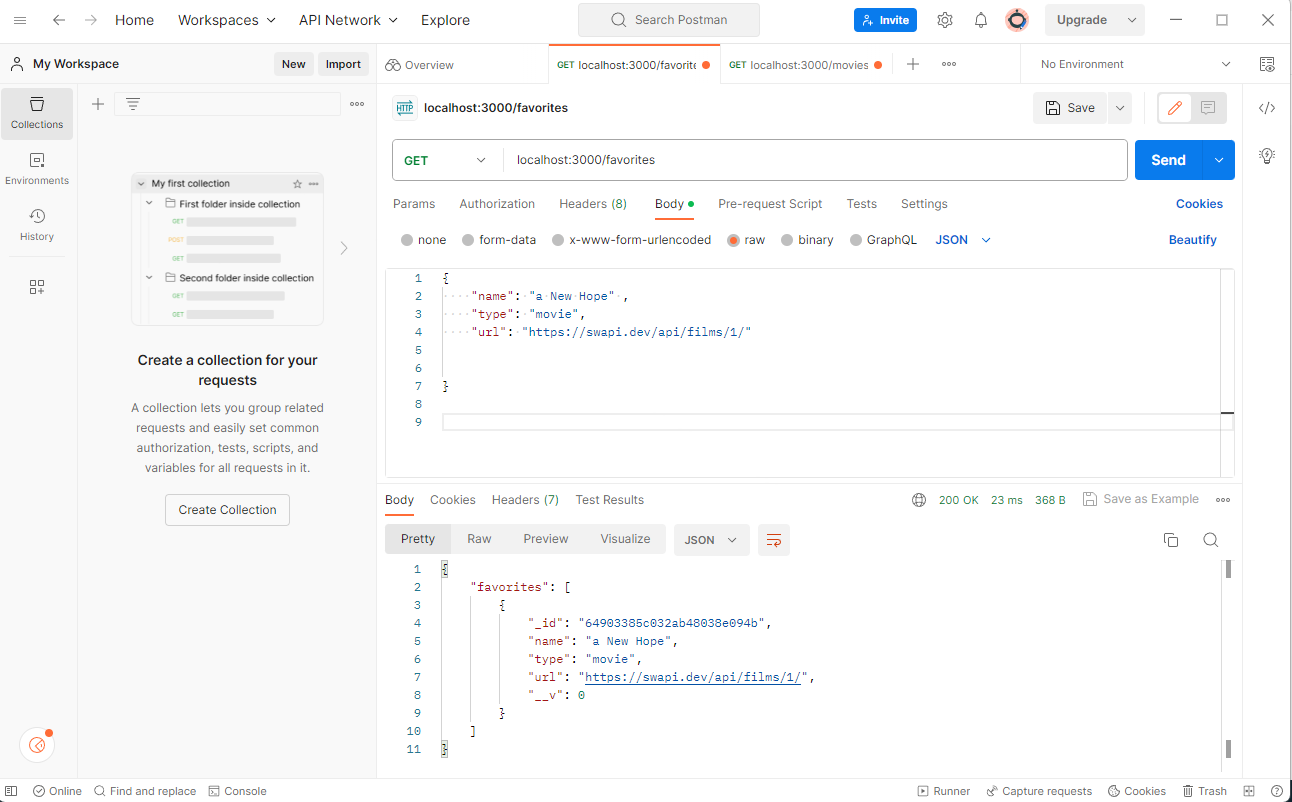 Home Workspaces API Network Explore Search Postman Invite Upgrade
My Workspace New Import Overview GET localhost:3000/favorite GET localhost:3000/movies No Environment
Collections
Environments
History
My first collection
First folder inside collection
GET
POST
GET
Second folder inside collection
GET
GET
Create a collection for your
requests
A collection lets you group related
requests and easily set common
authorization, tests, scripts, and
variables for all requests in it.
Create Collection
HTTP localhost:3000/favorites Save
GET localhost:3000/favorites Send
Params Authorization Headers (8) Body Pre-request Script Tests Settings Cookies
none form-data x-www-form-urlencoded raw binary GraphQL JSON Beautify
1 {
2 "name": "a New Hope" ,
3 "type": "movie",
4 "url": "https://swapi.dev/api/films/1/"
5
6
7 }
8
9
Body Cookies Headers (7) Test Results 200 OK 23 ms 368 B Save as Example
Pretty Raw Preview Visualize JSON
1 {
2 "favorites": [
3 {
4 "_id": "64903385c032ab48038e094b",
5 "name": "a New Hope",
6 "type": "movie",
7 "url": "https://swapi.dev/api/films/1/",
8 "__v": 0
9 }
10 ]
11 }
Online Find and replace Console Runner Capture requests Cookies Trash